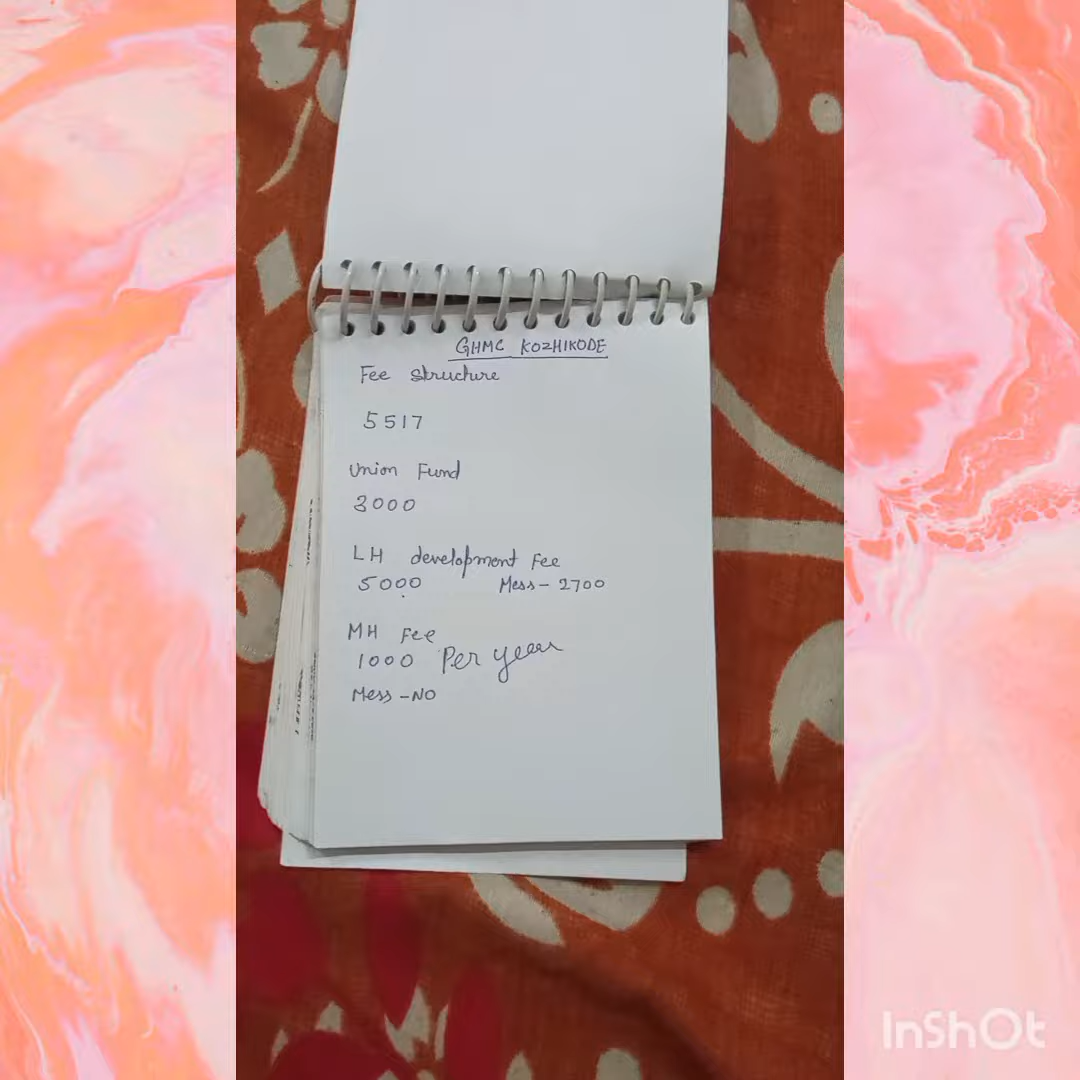 GHMC KOZHIKODE
Fee structure
5517
Union Fund
3000
LH development Fee
5000 Mess - 2700
MH Fee
1000 Per year
Mess - NO
InShOt